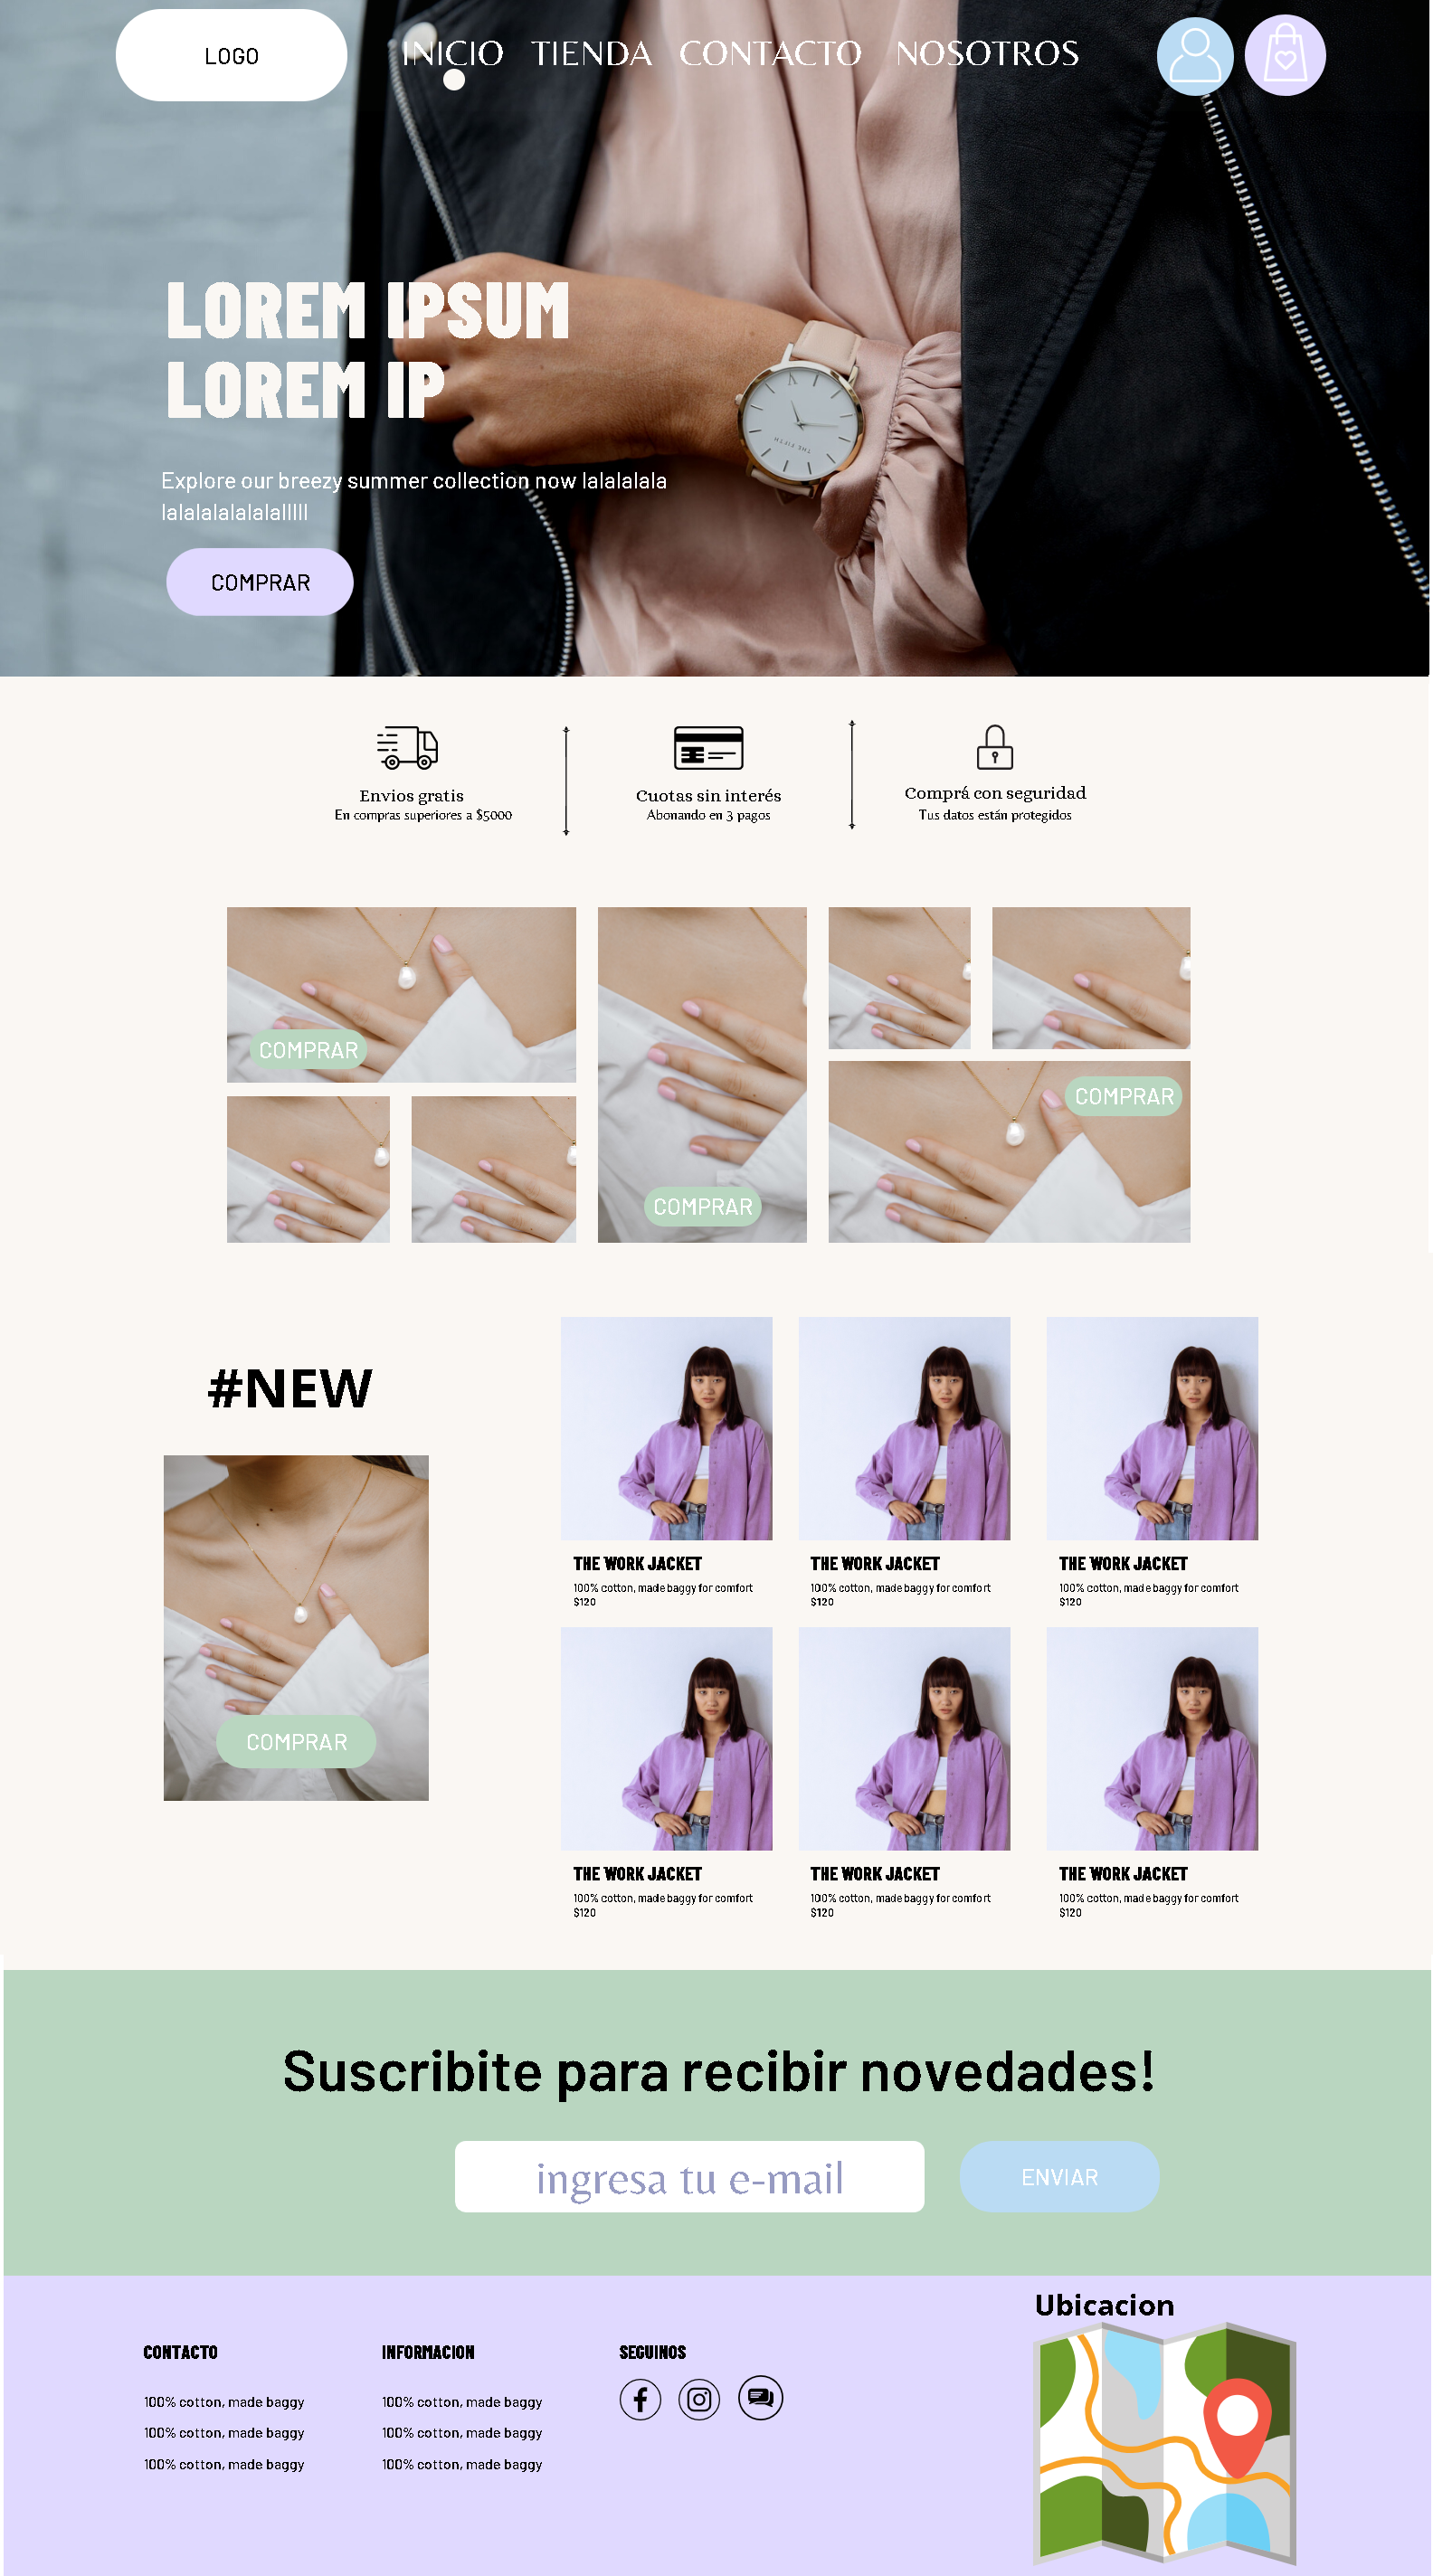 LOGO
INICIO TIENDA CONTACTO NOSOTROS
LOREM IPSUM
LOREM IP
Explore our breezy summer collection now lalalalala
lalalalalalalalllll
COMPRAR
Envios gratis
En compras superiores a $5000
Cuotas sin interés
Abonando en 3 pagos
Comprá con seguridad
Tus datos están protegidos
COMPRAR
COMPRAR
COMPRAR
#NEW
COMPRAR
THE WORK JACKET
100% cotton, made baggy for comfort
$120
THE WORK JACKET
100% cotton, made baggy for comfort
$120
THE WORK JACKET
100% cotton, made baggy for comfort
$120
THE WORK JACKET
100% cotton, made baggy for comfort
$120
THE WORK JACKET
100% cotton, made baggy for comfort
$120
THE WORK JACKET
100% cotton, made baggy for comfort
$120
Suscribite para recibir novedades!
ingresa tu e-mail
ENVIAR
CONTACTO
100% cotton, made baggy
100% cotton, made baggy
100% cotton, made baggy
INFORMACION
100% cotton, made baggy
100% cotton, made baggy
100% cotton, made baggy
SEGUINOS
Ubicacion